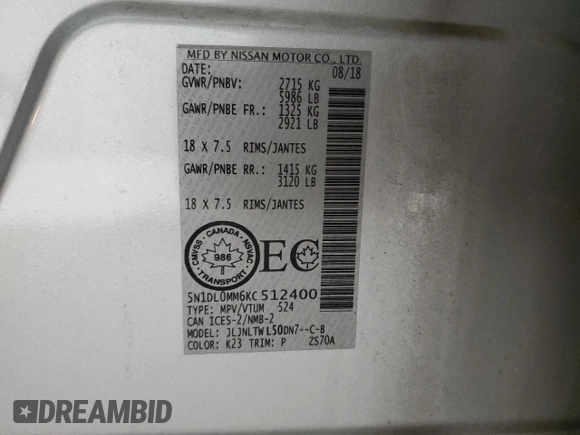 MFD BY NISSAN MOTOR CO., LTD.
DATE: 08/18
GVWR/PNBV: 2715 KG
5986 LB
GAWR/PNBE FR.: 1325 KG
2921 LB
18 X 7.5 RIMS/JANTES
GAWR/PNBE RR.: 1415 KG
3120 LB
18 X 7.5 RIMS/JANTES
CMVSS · CANADA · NSVAC
986
TRANSPORT
EC
5N1DL0MM6KC512400
TYPE: MPV/VTUM 524
CAN ICES-2/NMB-2
MODEL: JLJNLTWL50DN7--C-B
COLOR: K23 TRIM: P ZS70A
DREAMBID